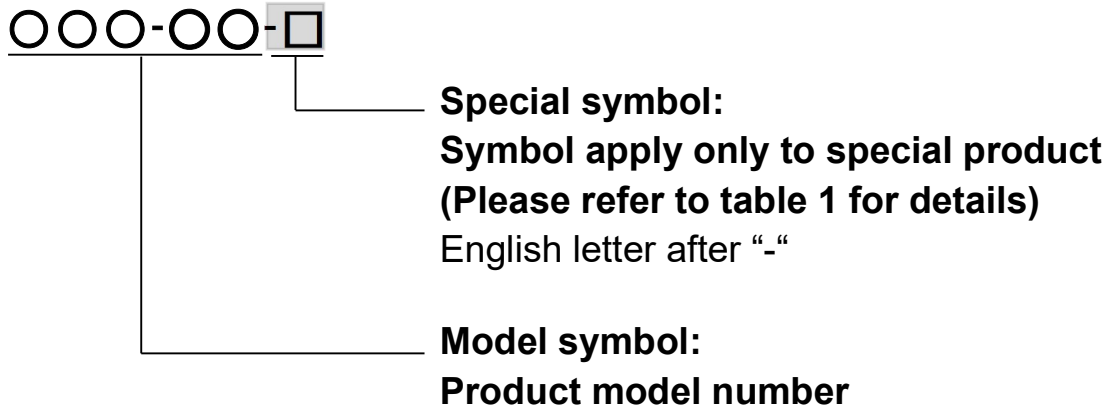 ○○○-○○-□
Special symbol:
Symbol apply only to special product
(Please refer to table 1 for details)
English letter after “-“
Model symbol:
Product model number